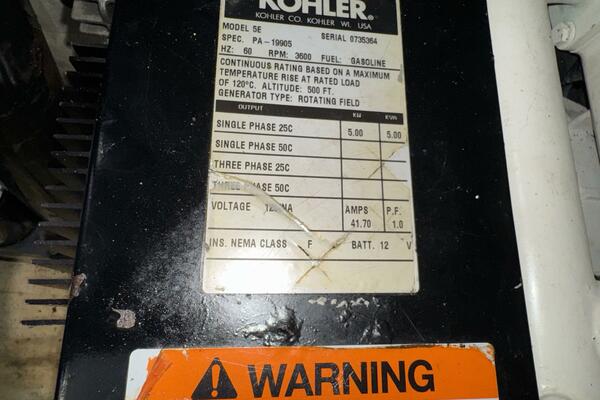 KOHLER®
KOHLER CO. KOHLER WI. USA
MODEL 5E
SPEC. PA-19905 SERIAL 0735364
HZ: 60 RPM: 3600 FUEL: GASOLINE
CONTINUOUS RATING BASED ON A MAXIMUM
TEMPERATURE RISE AT RATED LOAD
OF 120°C. ALTITUDE: 500 FT.
GENERATOR TYPE: ROTATING FIELD
OUTPUT KW KVA
SINGLE PHASE 25C 5.00 5.00
SINGLE PHASE 50C
THREE PHASE 25C
THREE PHASE 50C
VOLTAGE AMPS P.F.
41.70 1.0
INS. NEMA CLASS F BATT. 12 V
WARNING